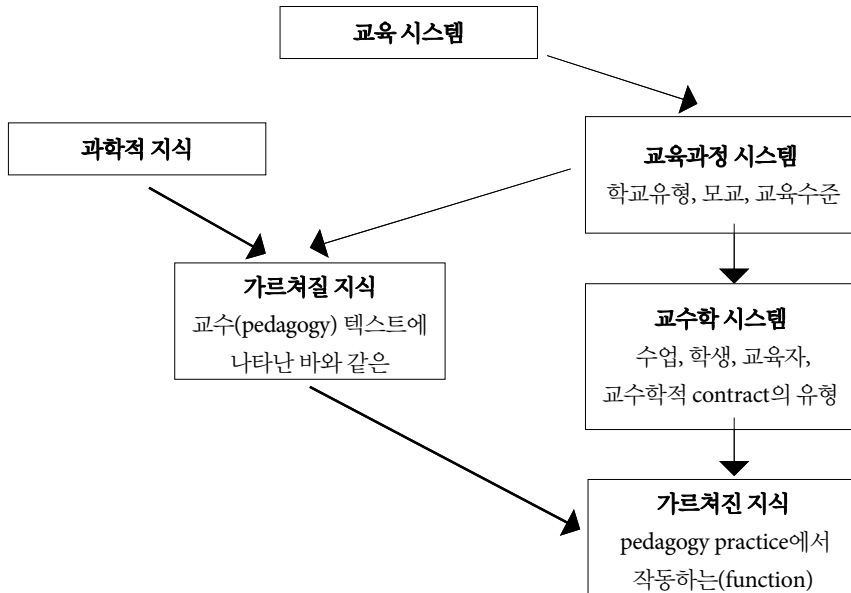 교육 시스템
과학적 지식
교육과정 시스템
학교유형, 모교, 교육수준
가르쳐질 지식
교수(pedagogy) 텍스트에
나타난 바와 같은
교수학 시스템
수업, 학생, 교육자,
교수학적 contract의 유형
가르쳐진 지식
pedagogy practice에서
작동하는(function)